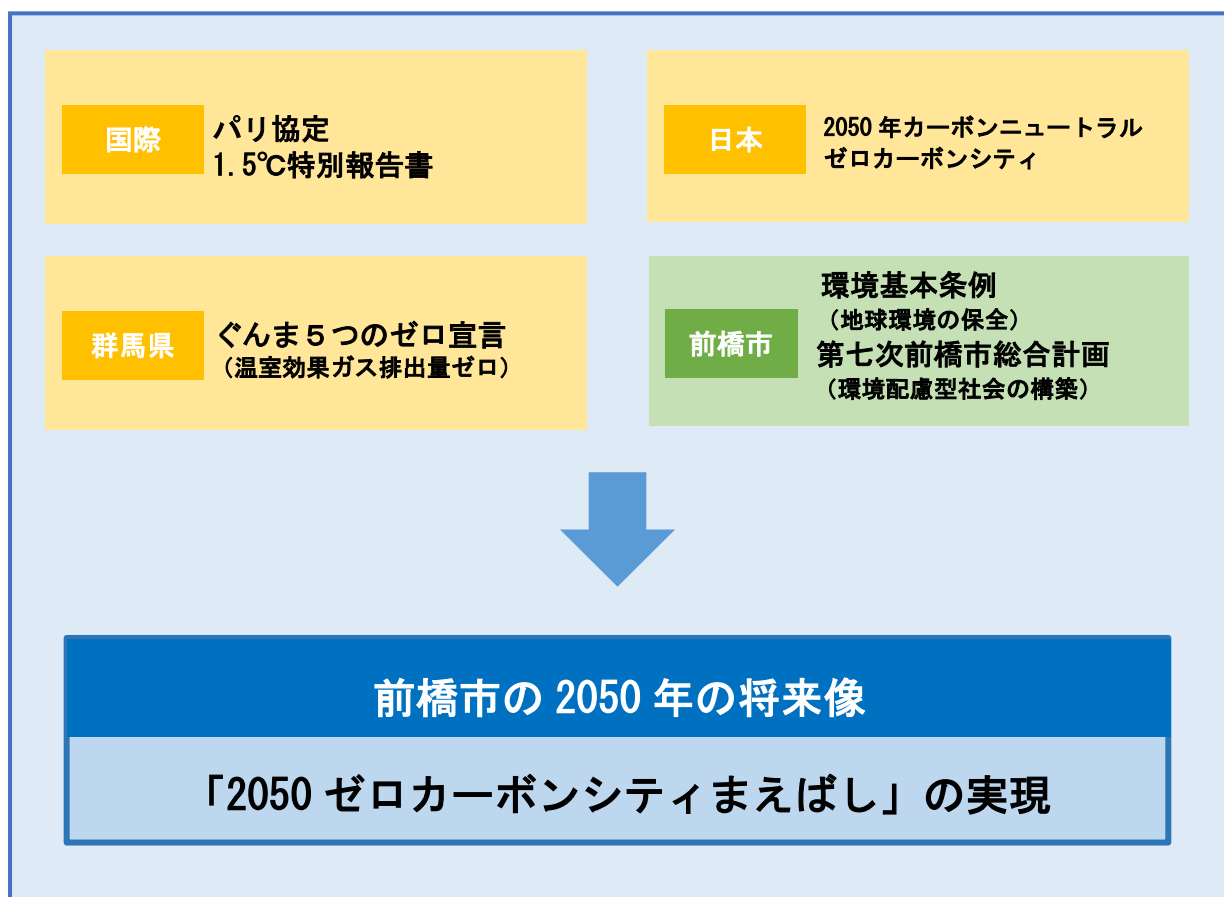 国際
パリ協定
1.5℃特別報告書
日本
2050年カーボンニュートラル
ゼロカーボンシティ
群馬県
ぐんま５つのゼロ宣言
（温室効果ガス排出量ゼロ）
前橋市
環境基本条例
（地球環境の保全）
第七次前橋市総合計画
（環境配慮型社会の構築）
前橋市の2050年の将来像
「2050ゼロカーボンシティまえばし」の実現